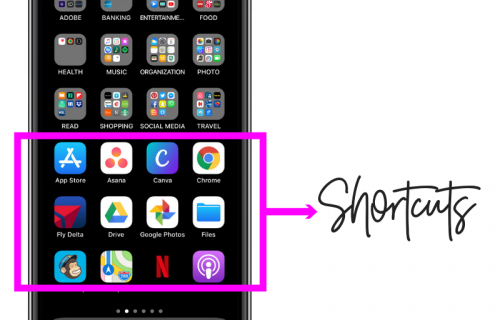 ADOBE BANKING ENTERTAINME... FOOD
HEALTH MUSIC ORGANIZATION PHOTO
READ SHOPPING SOCIAL MEDIA TRAVEL
App Store Asana Canva Chrome
Shortcuts
Fly Delta Drive Google Photos Files